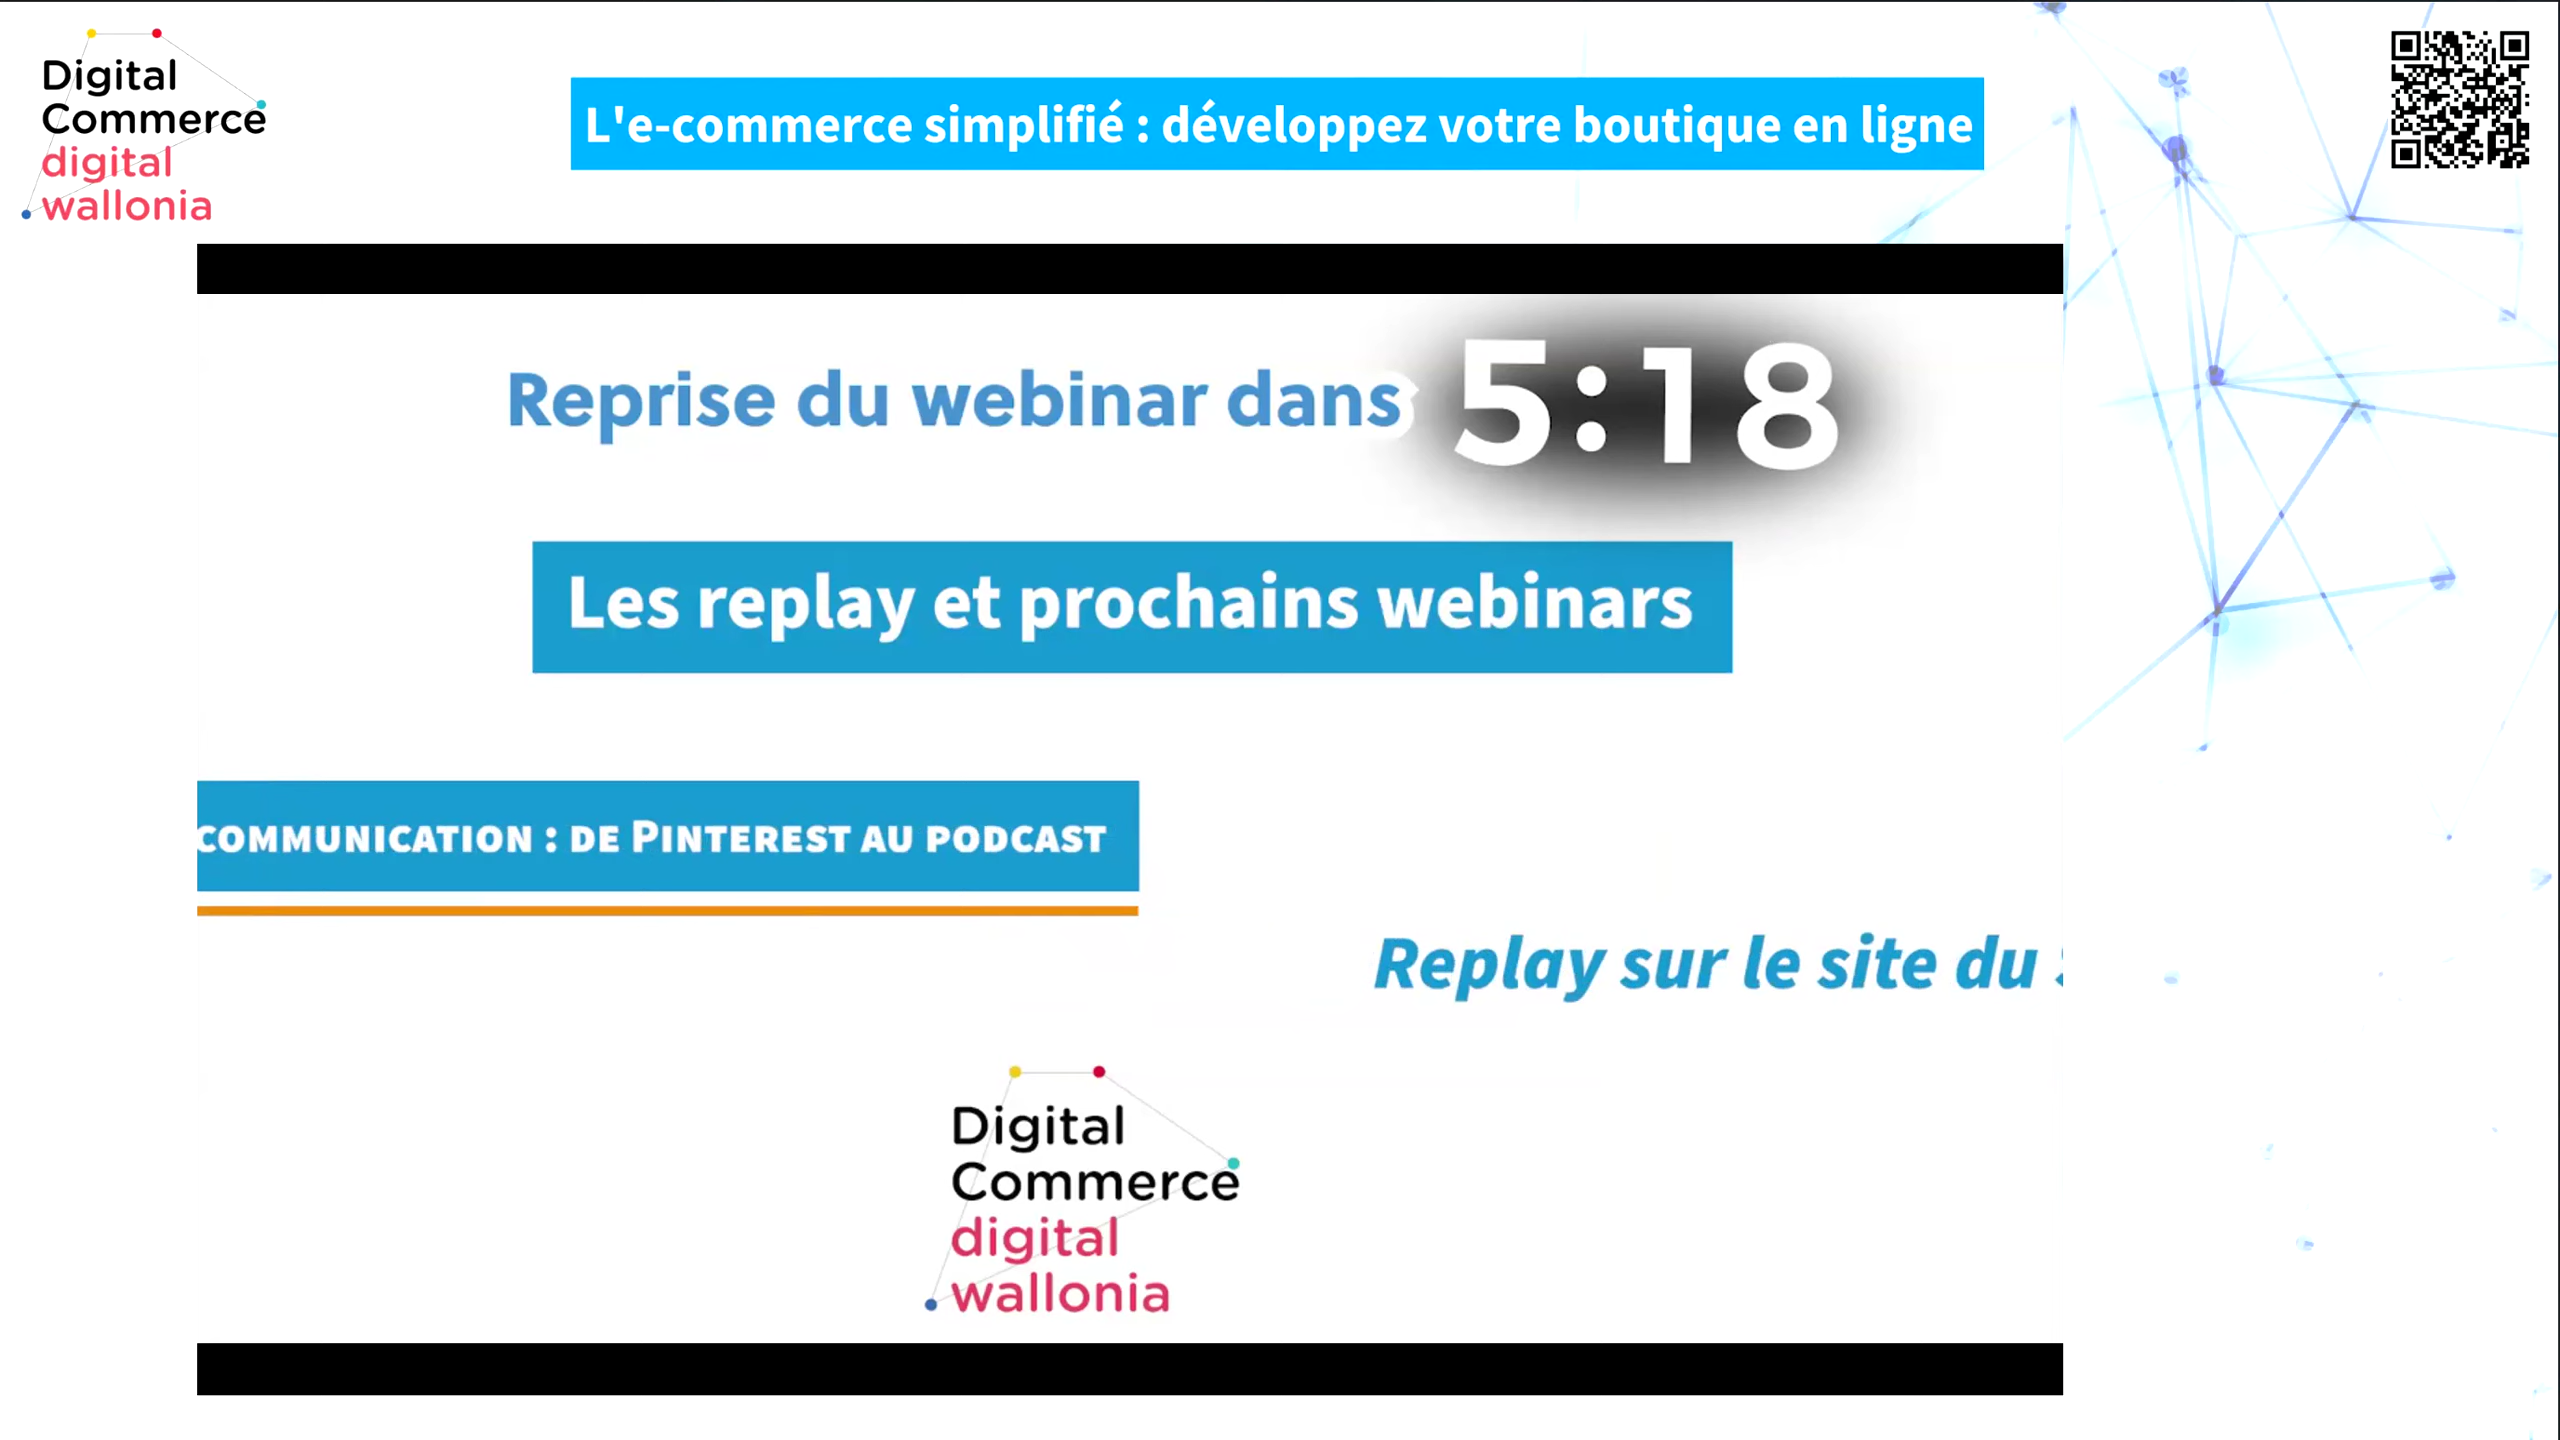 Digital
Commerce
digital
wallonia
L'e-commerce simplifié : développez votre boutique en ligne
Reprise du webinar dans 5:18
Les replay et prochains webinars
COMMUNICATION : DE PINTEREST AU PODCAST
Replay sur le site du
Digital
Commerce
digital
wallonia